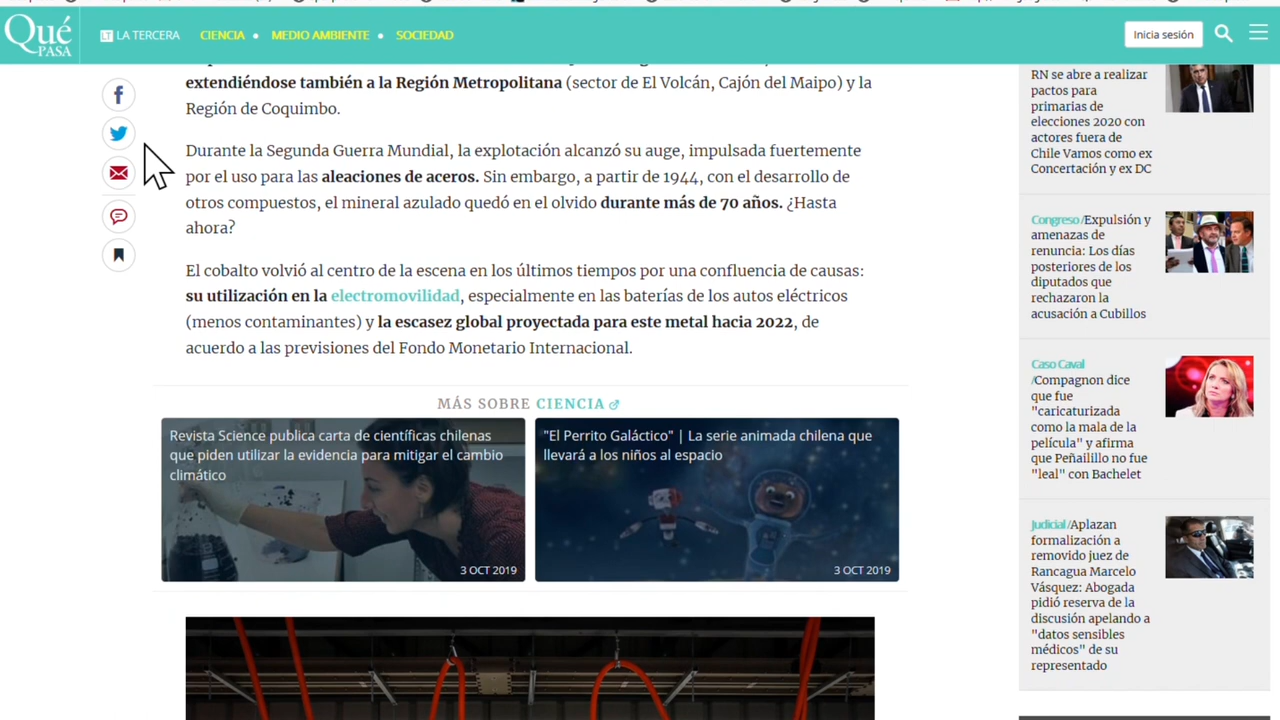 Qué
PASA
LT LA TERCERA
CIENCIA • MEDIO AMBIENTE • SOCIEDAD
Inicia sesión
extendiéndose también a la Región Metropolitana (sector de El Volcán, Cajón del Maipo) y la
Región de Coquimbo.
Durante la Segunda Guerra Mundial, la explotación alcanzó su auge, impulsada fuertemente
por el uso para las aleaciones de aceros. Sin embargo, a partir de 1944, con el desarrollo de
otros compuestos, el mineral azulado quedó en el olvido durante más de 70 años. ¿Hasta
ahora?
El cobalto volvió al centro de la escena en los últimos tiempos por una confluencia de causas:
su utilización en la electromovilidad, especialmente en las baterías de los autos eléctricos
(menos contaminantes) y la escasez global proyectada para este metal hacia 2022, de
acuerdo a las previsiones del Fondo Monetario Internacional.
MÁS SOBRE CIENCIA
Revista Science publica carta de científicas chilenas
que piden utilizar la evidencia para mitigar el cambio
climático
3 OCT 2019
"El Perrito Galáctico" | La serie animada chilena que
llevará a los niños al espacio
3 OCT 2019
RN se abre a realizar
pactos para
primarias de
elecciones 2020 con
actores fuera de
Chile Vamos como ex
Concertación y ex DC
Congreso/Expulsión y
amenazas de
renuncia: Los días
posteriores de los
diputados que
rechazaron la
acusación a Cubillos
Caso Caval
/Compagnon dice
que fue
"caricaturizada
como la mala de la
película" y afirma
que Peñailillo no fue
"leal" con Bachelet
Judicial/Aplazan
formalización a
removido juez de
Rancagua Marcelo
Vásquez: Abogada
pidió reserva de la
discusión apelando a
"datos sensibles
médicos" de su
representado